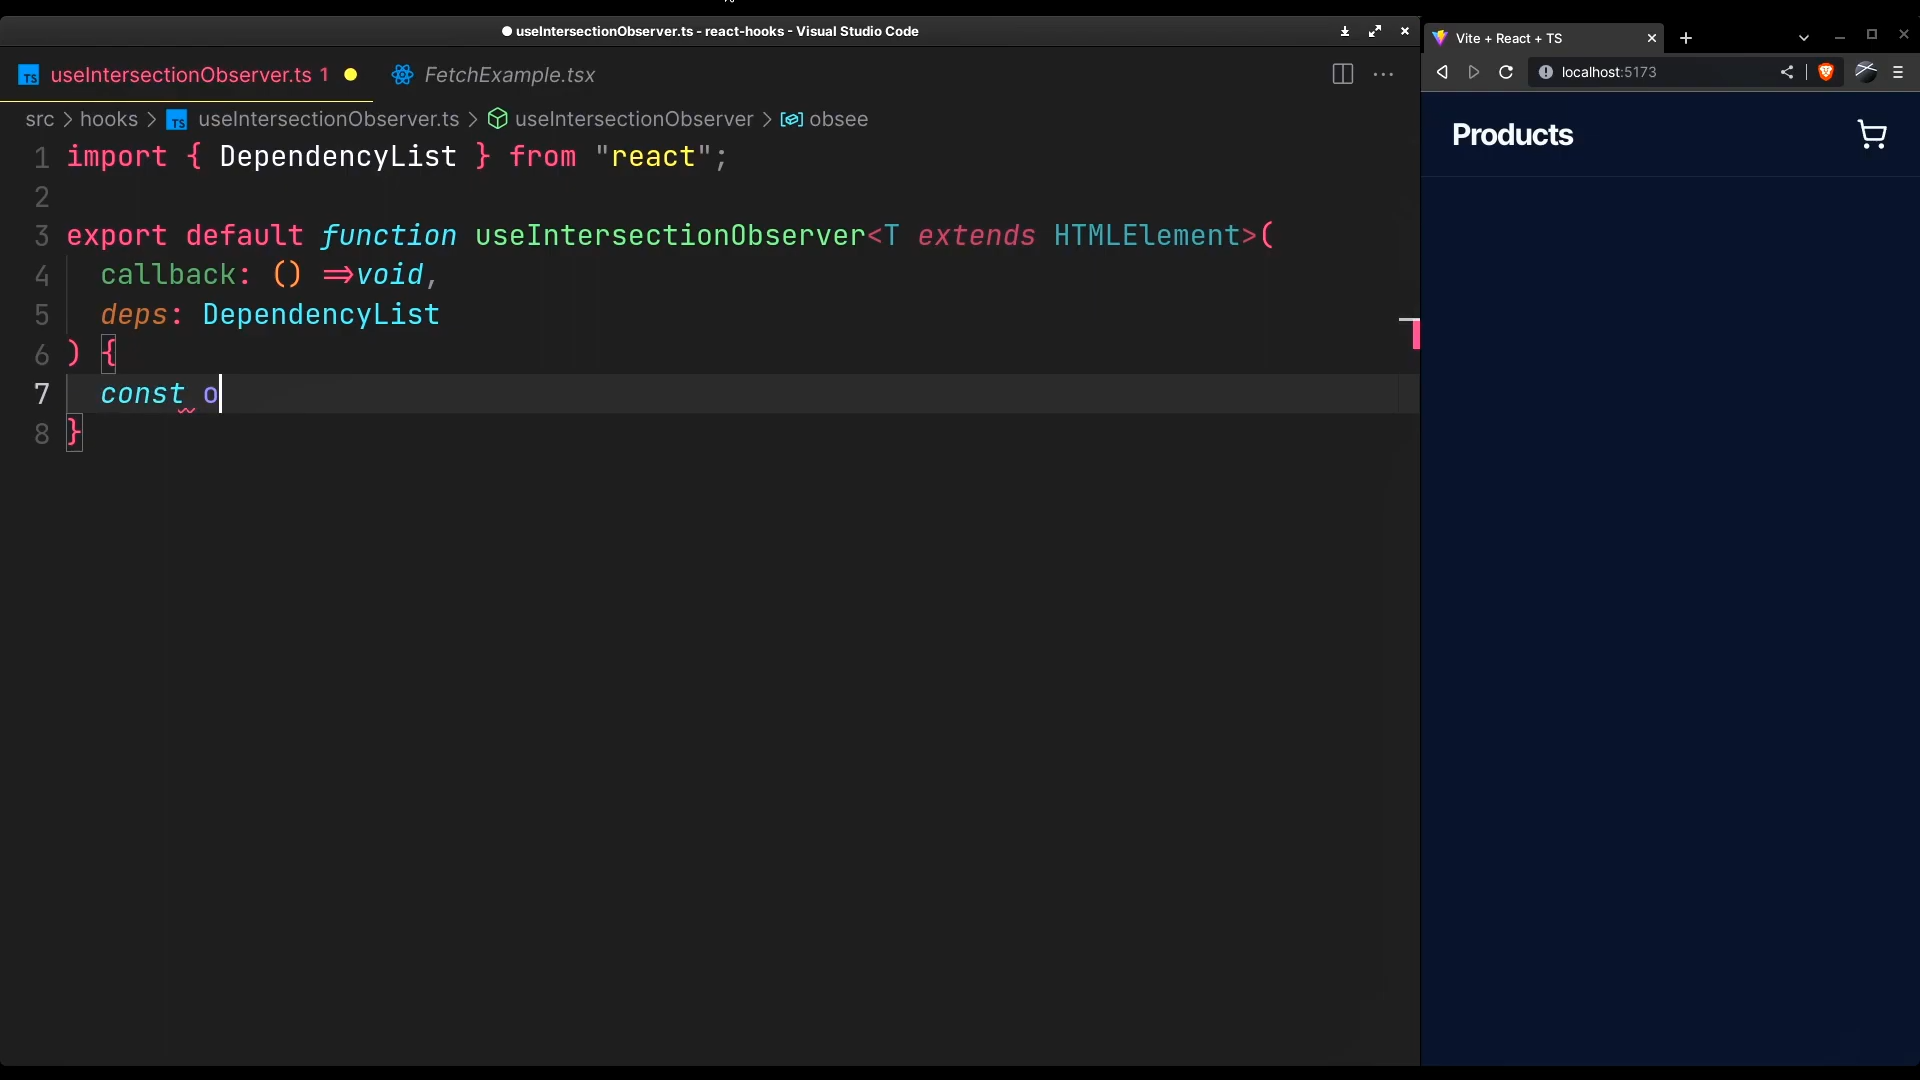 useIntersectionObserver.ts - react-hooks - Visual Studio Code
TS useIntersectionObserver.ts 1 FetchExample.tsx
src > hooks > TS useIntersectionObserver.ts > useIntersectionObserver > obsee
1 import { DependencyList } from "react";
2
3 export default function useIntersectionObserver<T extends HTMLElement>(
4 callback: () =>void,
5 deps: DependencyList
6 ) {
7 const o
8 }
Vite + React + TS
localhost:5173
Products